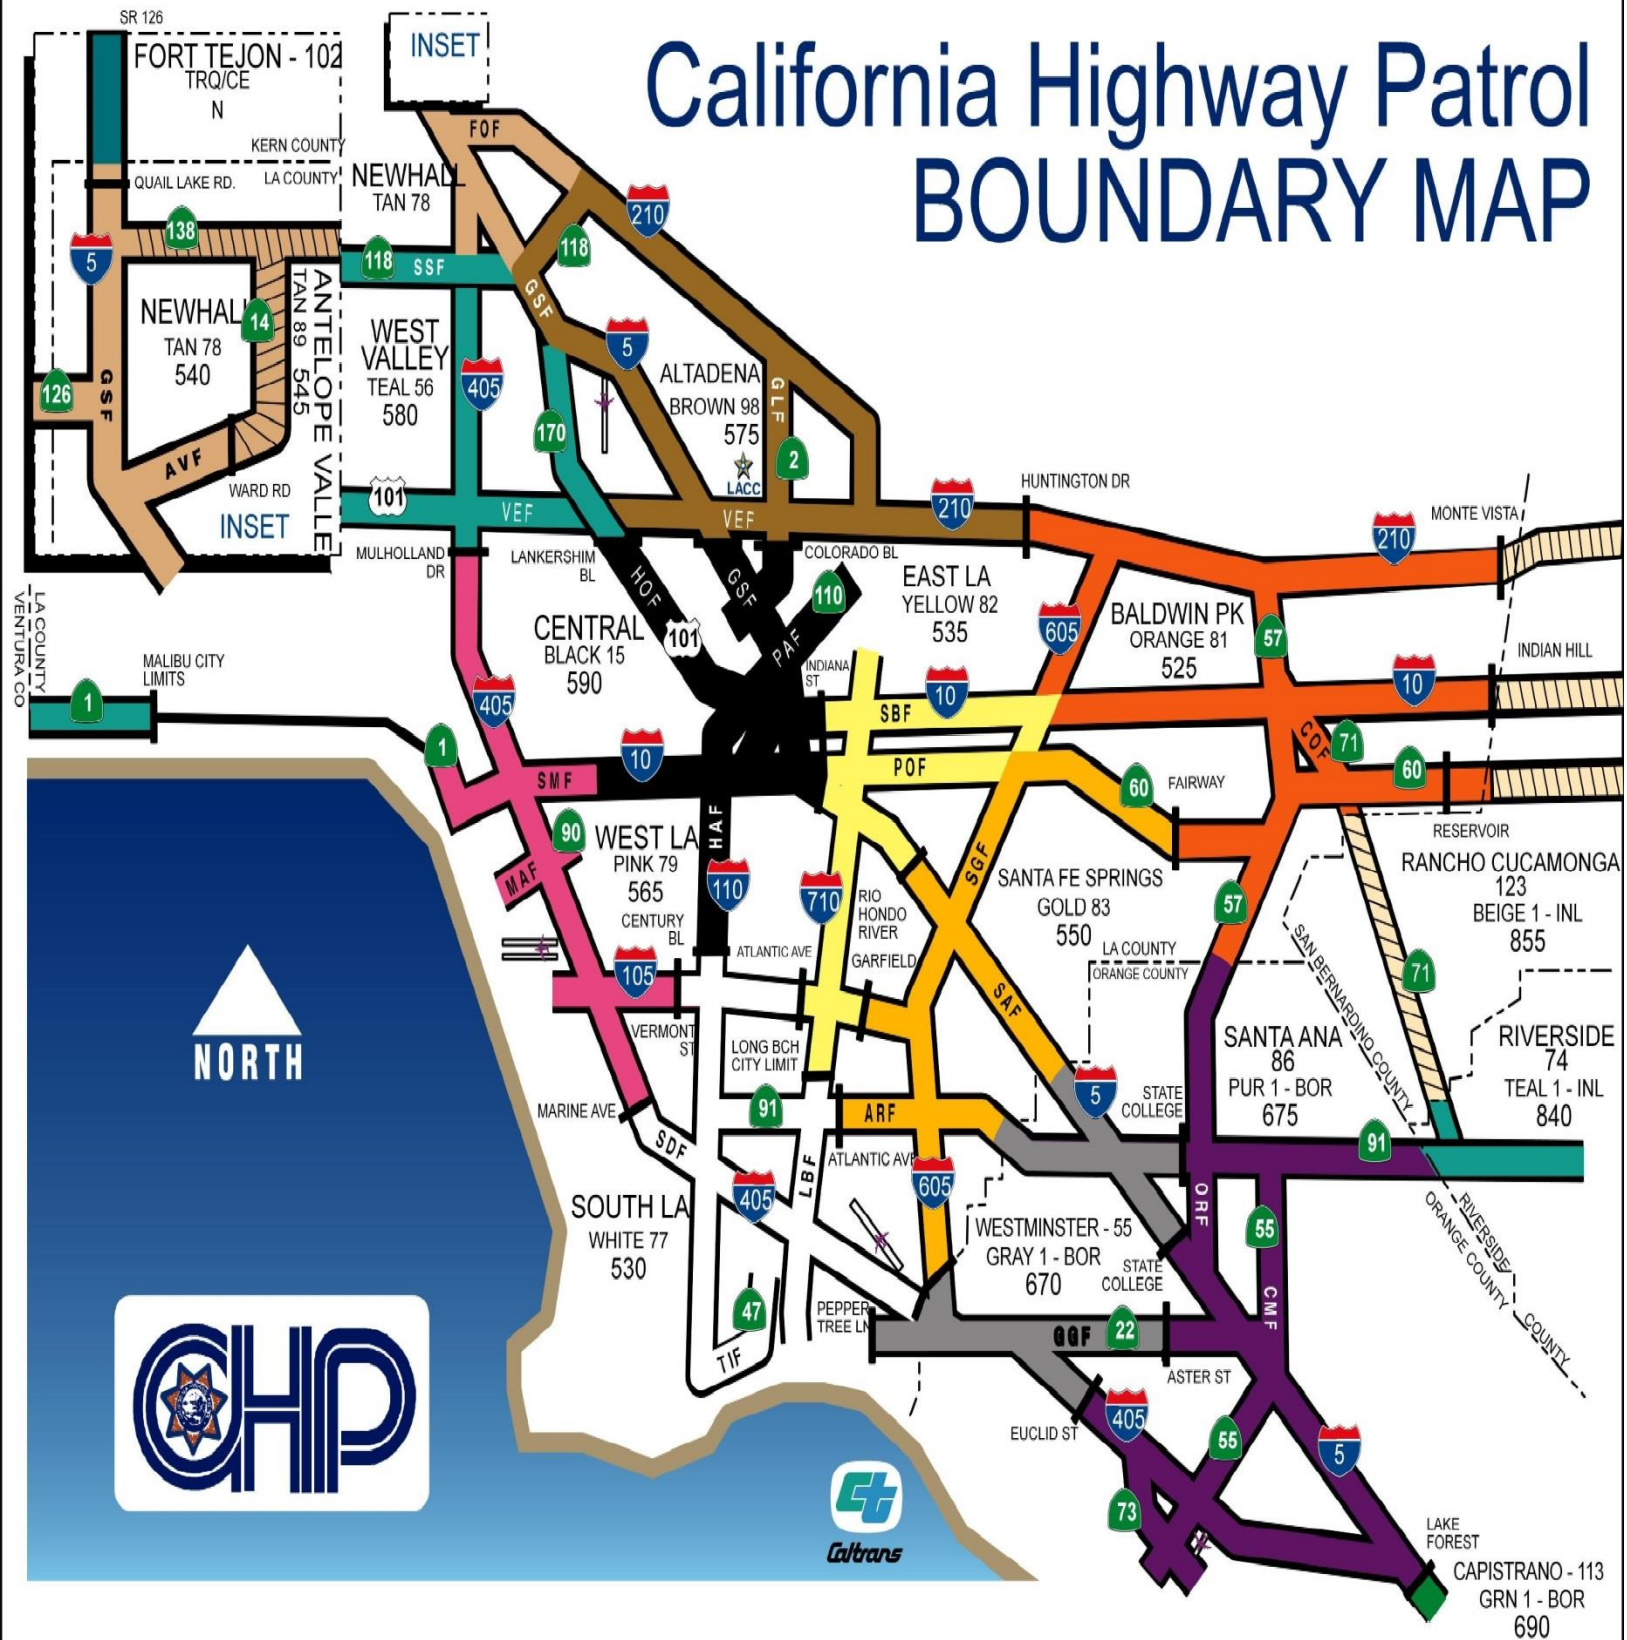 California Highway Patrol
BOUNDARY MAP
SR 126
FORT TEJON - 102
TRQ/CE
N
KERN COUNTY
LA COUNTY
QUAIL LAKE RD.
138
5
NEWHALL
TAN 78
540
14
ANTELOPE VALLE
TAN 89 545
126
GSF
AVF
WARD RD
INSET
INSET
FOF
NEWHALL
TAN 78
210
118
118
SSF
GSF
WEST
VALLEY
TEAL 56
580
405
5
170
ALTADENA
BROWN 98
575
LACC
GLF
2
101
VEF
VEF
210
HUNTINGTON DR
MONTE VISTA
210
MULHOLLAND
DR
LANKERSHIM
BL
COLORADO BL
HOF
GSF
110
EAST LA
YELLOW 82
535
CENTRAL
BLACK 15
590
101
PAF
605
BALDWIN PK
ORANGE 81
525
57
LA COUNTY
VENTURA CO
MALIBU CITY
LIMITS
1
INDIANA
ST
INDIAN HILL
405
10
10
SBF
1
10
SMF
POF
COF
71
60
60
FAIRWAY
RESERVOIR
HAF
90
WEST LA
PINK 79
565
MAF
CENTURY
BL
110
710
RIO
HONDO
RIVER
SGF
SANTA FE SPRINGS
GOLD 83
550
57
RANCHO CUCAMONGA
123
BEIGE 1 - INL
855
ATLANTIC AVE
GARFIELD
LA COUNTY
ORANGE COUNTY
SAN BERNARDINO COUNTY
71
105
SAF
VERMONT
ST
LONG BCH
CITY LIMIT
SANTA ANA
86
PUR 1 - BOR
675
RIVERSIDE
74
TEAL 1 - INL
840
NORTH
MARINE AVE
91
ARF
5
STATE
COLLEGE
91
SDF
LBF
ATLANTIC AVE
605
ORF
405
SOUTH LA
WHITE 77
530
WESTMINSTER - 55
GRAY 1 - BOR
670
STATE
COLLEGE
55
CMF
RIVERSIDE
COUNTY
ORANGE COUNTY
47
TIF
PEPPER
TREE LN
GGF
22
ASTER ST
EUCLID ST
405
55
5
73
CHP
Ct
Caltrans
LAKE
FOREST
CAPISTRANO - 113
GRN 1 - BOR
690